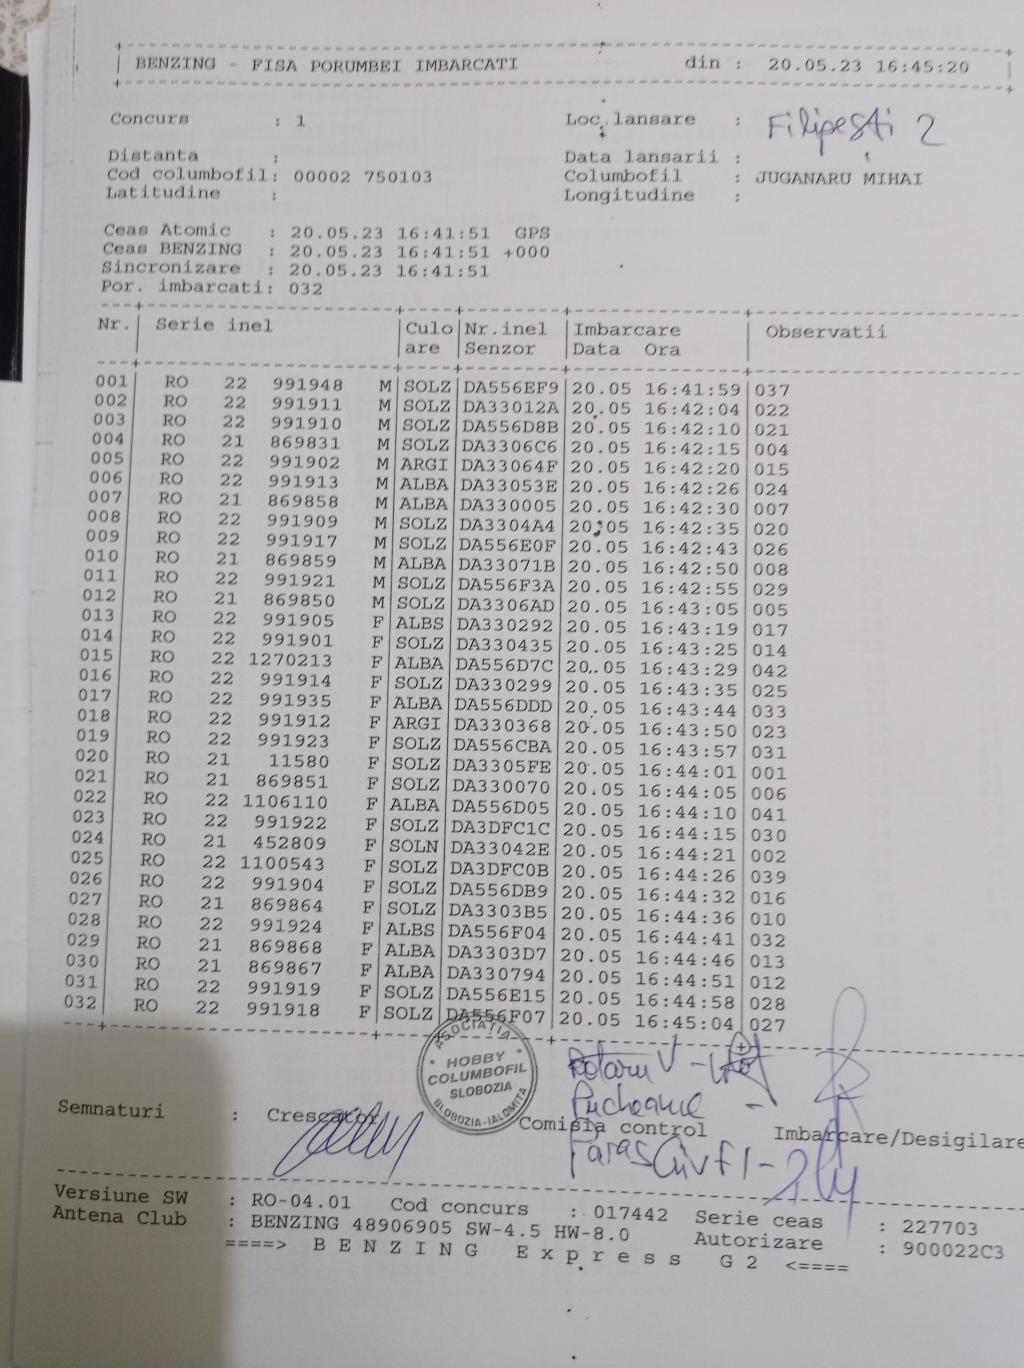 BENZING - FISA PORUMBEI IMBARCATI din : 20.05.23 16:45:20
Concurs : 1 Loc lansare : Filipesti 2
Distanta : Data lansarii :
Cod columbofil: 00002 750103 Columbofil : JUGANARU MIHAI
Latitudine : Longitudine :
Ceas Atomic : 20.05.23 16:41:51 GPS
Ceas BENZING : 20.05.23 16:41:51 +000
Sincronizare : 20.05.23 16:41:51
Por. imbarcati: 032
Nr. Serie inel Culo Nr.inel Imbarcare Observatii
are Senzor Data Ora
001 RO 22 991948 M SOLZ DA556EF9 20.05 16:41:59 037
002 RO 22 991911 M SOLZ DA33012A 20.05 16:42:04 022
003 RO 22 991910 M SOLZ DA556D8B 20.05 16:42:10 021
004 RO 21 869831 M SOLZ DA3306C6 20.05 16:42:15 004
005 RO 22 991902 M ARGI DA33064F 20.05 16:42:20 015
006 RO 22 991913 M ALBA DA33053E 20.05 16:42:26 024
007 RO 21 869858 M ALBA DA330005 20.05 16:42:30 007
008 RO 22 991909 M SOLZ DA3304A4 20.05 16:42:35 020
009 RO 22 991917 M SOLZ DA556E0F 20.05 16:42:43 026
010 RO 21 869859 M ALBA DA33071B 20.05 16:42:50 008
011 RO 22 991921 M SOLZ DA556F3A 20.05 16:42:55 029
012 RO 21 869850 M SOLZ DA3306AD 20.05 16:43:05 005
013 RO 22 991905 F ALBS DA330292 20.05 16:43:19 017
014 RO 22 991901 F SOLZ DA330435 20.05 16:43:25 014
015 RO 22 1270213 F ALBA DA556D7C 20.05 16:43:29 042
016 RO 22 991914 F SOLZ DA330299 20.05 16:43:35 025
017 RO 22 991935 F ALBA DA556DDD 20.05 16:43:44 033
018 RO 22 991912 F ARGI DA330368 20.05 16:43:50 023
019 RO 22 991923 F SOLZ DA556CBA 20.05 16:43:57 031
020 RO 21 11580 F SOLZ DA3305FE 20.05 16:44:01 001
021 RO 21 869851 F SOLZ DA330070 20.05 16:44:05 006
022 RO 22 1106110 F ALBA DA556D05 20.05 16:44:10 041
023 RO 22 991922 F SOLZ DA3DFC1C 20.05 16:44:15 030
024 RO 21 452809 F SOLN DA33042E 20.05 16:44:21 002
025 RO 22 1100543 F SOLZ DA3DFC0B 20.05 16:44:26 039
026 RO 22 991904 F SOLZ DA556DB9 20.05 16:44:32 016
027 RO 21 869864 F SOLZ DA3303B5 20.05 16:44:36 010
028 RO 22 991924 F ALBS DA556F04 20.05 16:44:41 032
029 RO 21 869868 F ALBA DA3303D7 20.05 16:44:46 013
030 RO 21 869867 F ALBA DA330794 20.05 16:44:51 012
031 RO 22 991919 F SOLZ DA556E15 20.05 16:44:58 028
032 RO 22 991918 F SOLZ DA556F07 20.05 16:45:04 027
ASOCIAȚIA
HOBBY
COLUMBOFIL
SLOBOZIA
SLOBOZIA-IALOMIȚA
Rotaru V -
Semnaturi : Crescator Comisia control Imbarcare/Desigilare
Versiune SW : RO-04.01 Cod concurs : 017442 Serie ceas : 227703
Antena Club : BENZING 48906905 SW-4.5 HW-8.0 Autorizare : 900022C3
====> B E N Z I N G E x p r e s s G 2 <====